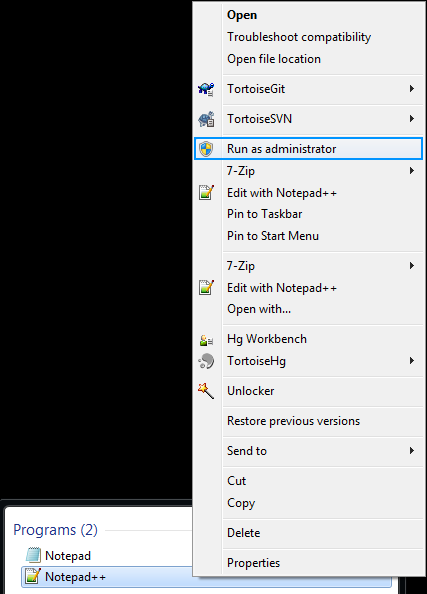 Open
Troubleshoot compatibility
Open file location
TortoiseGit
TortoiseSVN
Run as administrator
7-Zip
Edit with Notepad++
Pin to Taskbar
Pin to Start Menu
7-Zip
Edit with Notepad++
Open with...
Hg Workbench
TortoiseHg
Unlocker
Restore previous versions
Send to
Cut
Copy
Delete
Properties
Programs (2)
Notepad
Notepad++